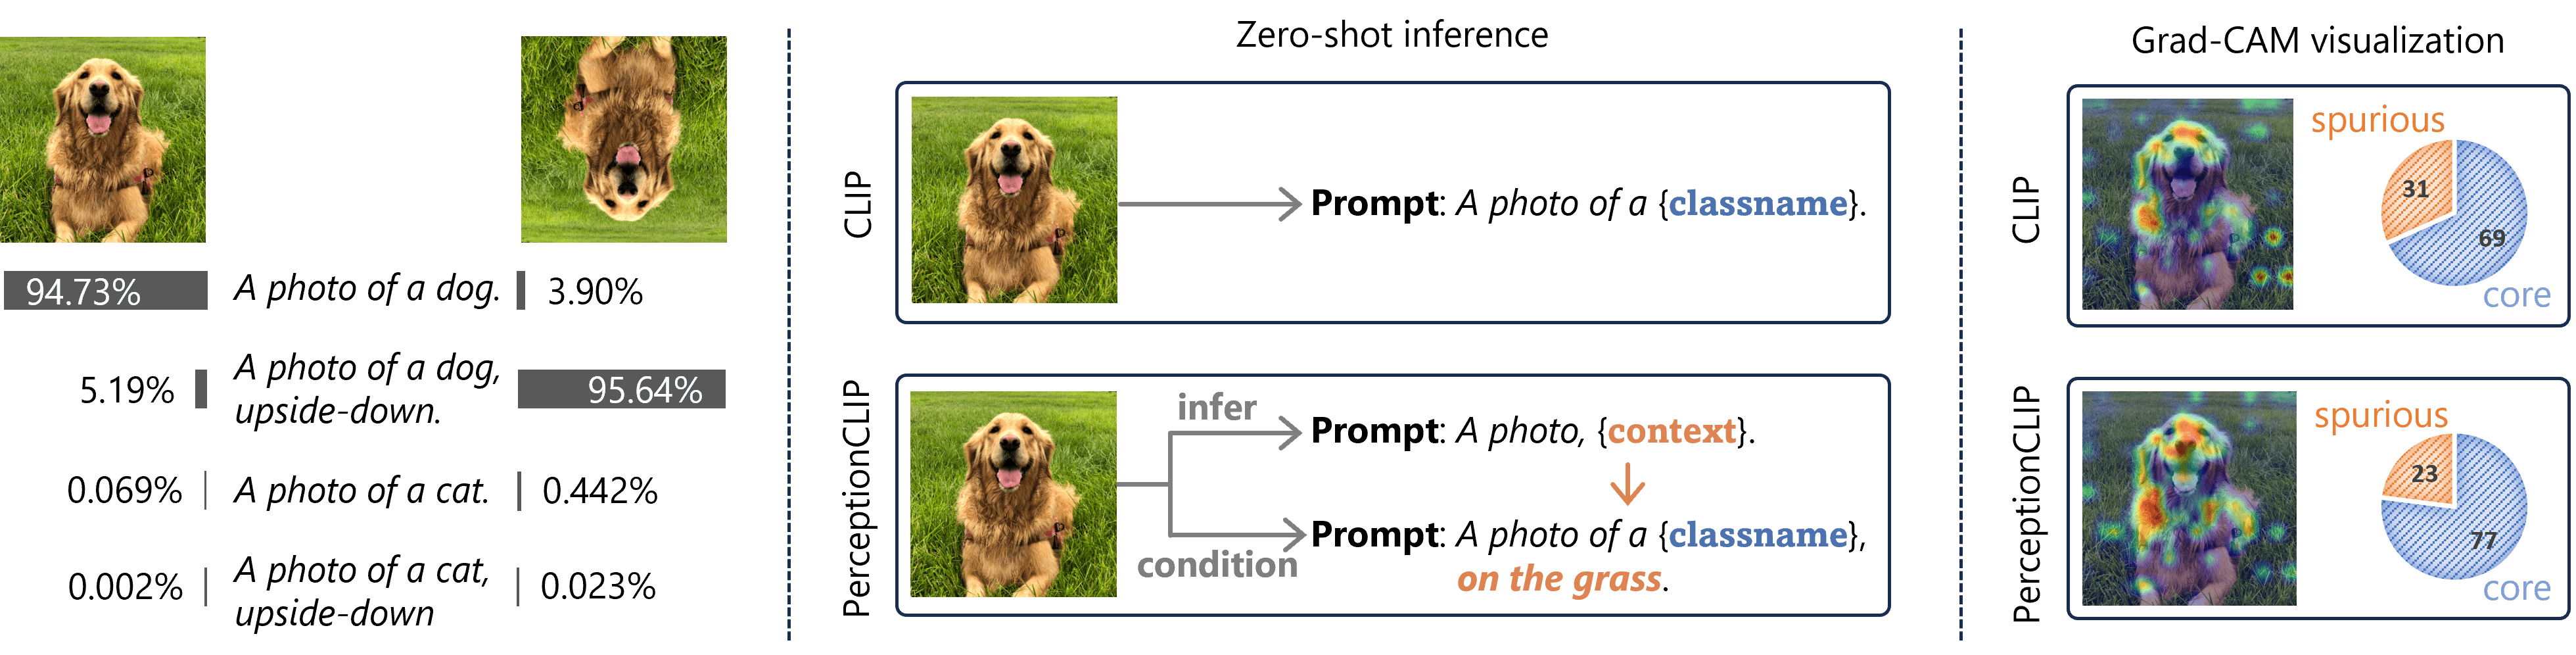 94.73%
A photo of a dog.
3.90%
5.19%
A photo of a dog,
upside-down.
95.64%
0.069%
A photo of a cat.
0.442%
0.002%
A photo of a cat,
upside-down
0.023%
Zero-shot inference
CLIP
Prompt: A photo of a {classname}.
PerceptionCLIP
infer
Prompt: A photo, {context}.
condition
Prompt: A photo of a {classname},
on the grass.
Grad-CAM visualization
CLIP
spurious
31
69
core
PerceptionCLIP
spurious
23
77
core